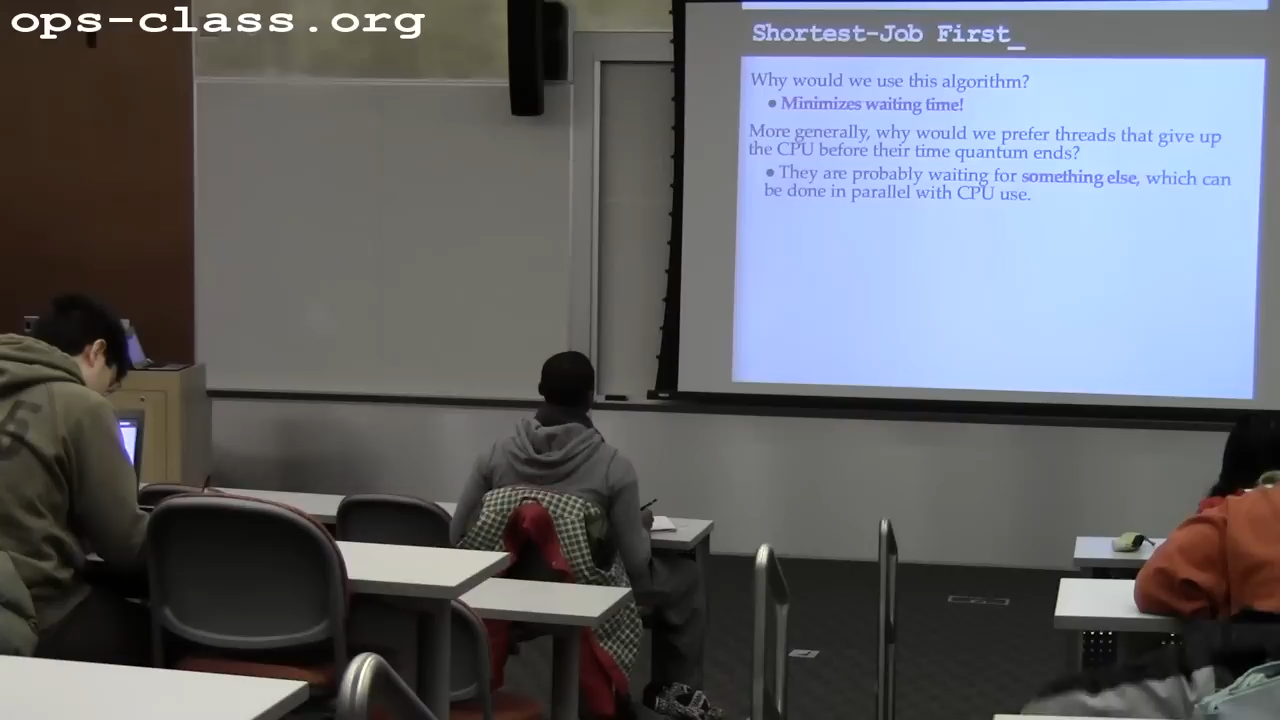 ops-class.org
Shortest-Job First_
Why would we use this algorithm?
• Minimizes waiting time!
More generally, why would we prefer threads that give up
the CPU before their time quantum ends?
• They are probably waiting for something else, which can
be done in parallel with CPU use.
5